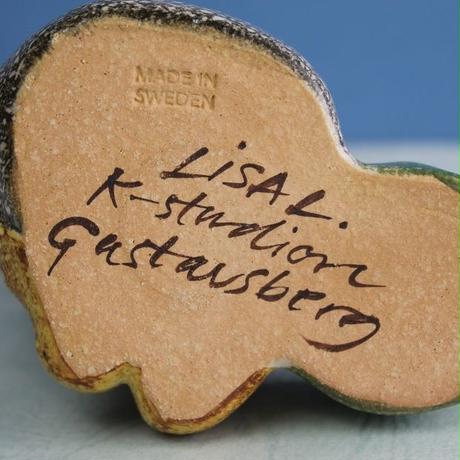 MADE IN
SWEDEN
LiSA L.
K-studion
Gustavsberg